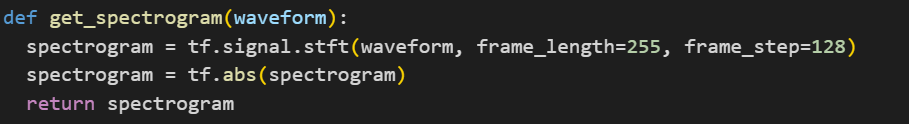 def get_spectrogram(waveform):
  spectrogram = tf.signal.stft(waveform, frame_length=255, frame_step=128)
  spectrogram = tf.abs(spectrogram)
  return spectrogram